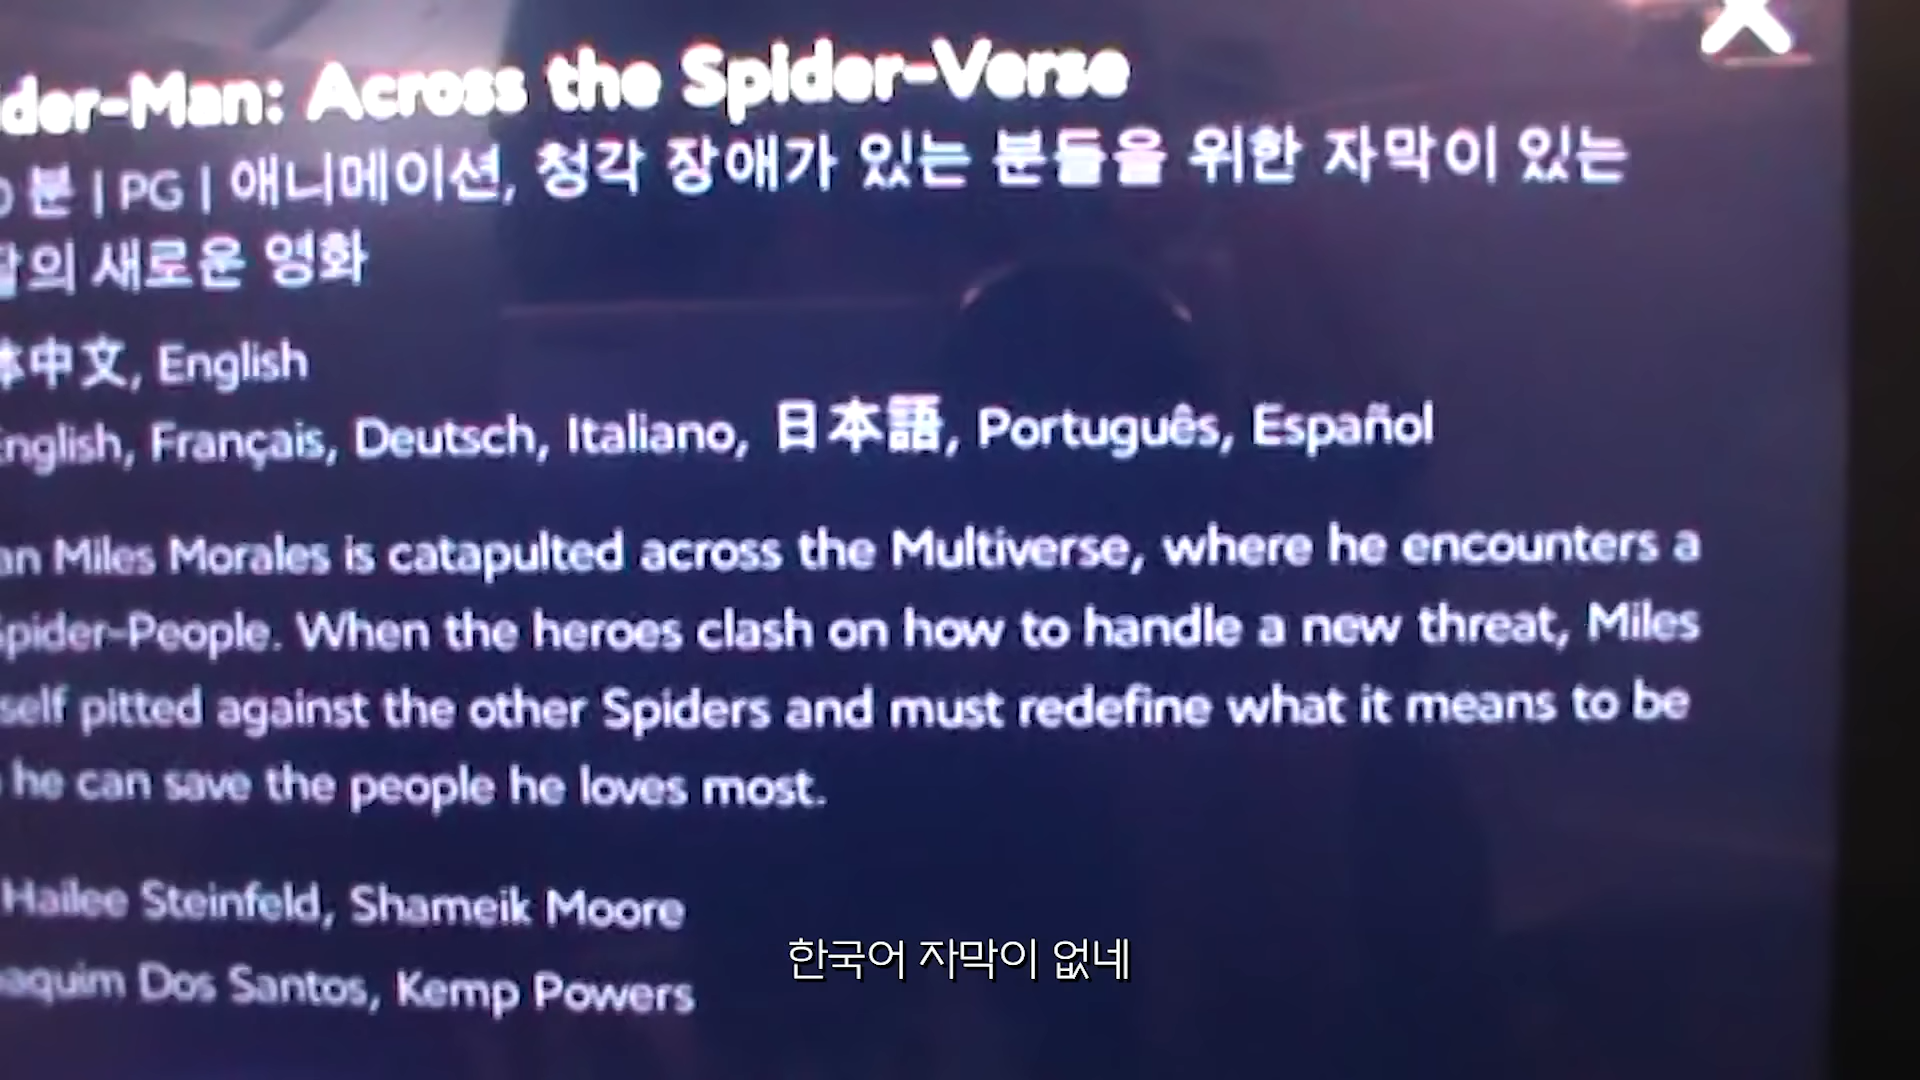 der-Man: Across the Spider-Verse
분 | PG | 애니메이션, 청각 장애가 있는 분들을 위한 자막이 있는
달의 새로운 영화
本中文, English
English, Français, Deutsch, Italiano, 日本語, Português, Español
an Miles Morales is catapulted across the Multiverse, where he encounters a
Spider-People. When the heroes clash on how to handle a new threat, Miles
self pitted against the other Spiders and must redefine what it means to be
he can save the people he loves most.
Hailee Steinfeld, Shameik Moore
aquim Dos Santos, Kemp Powers
한국어 자막이 없네